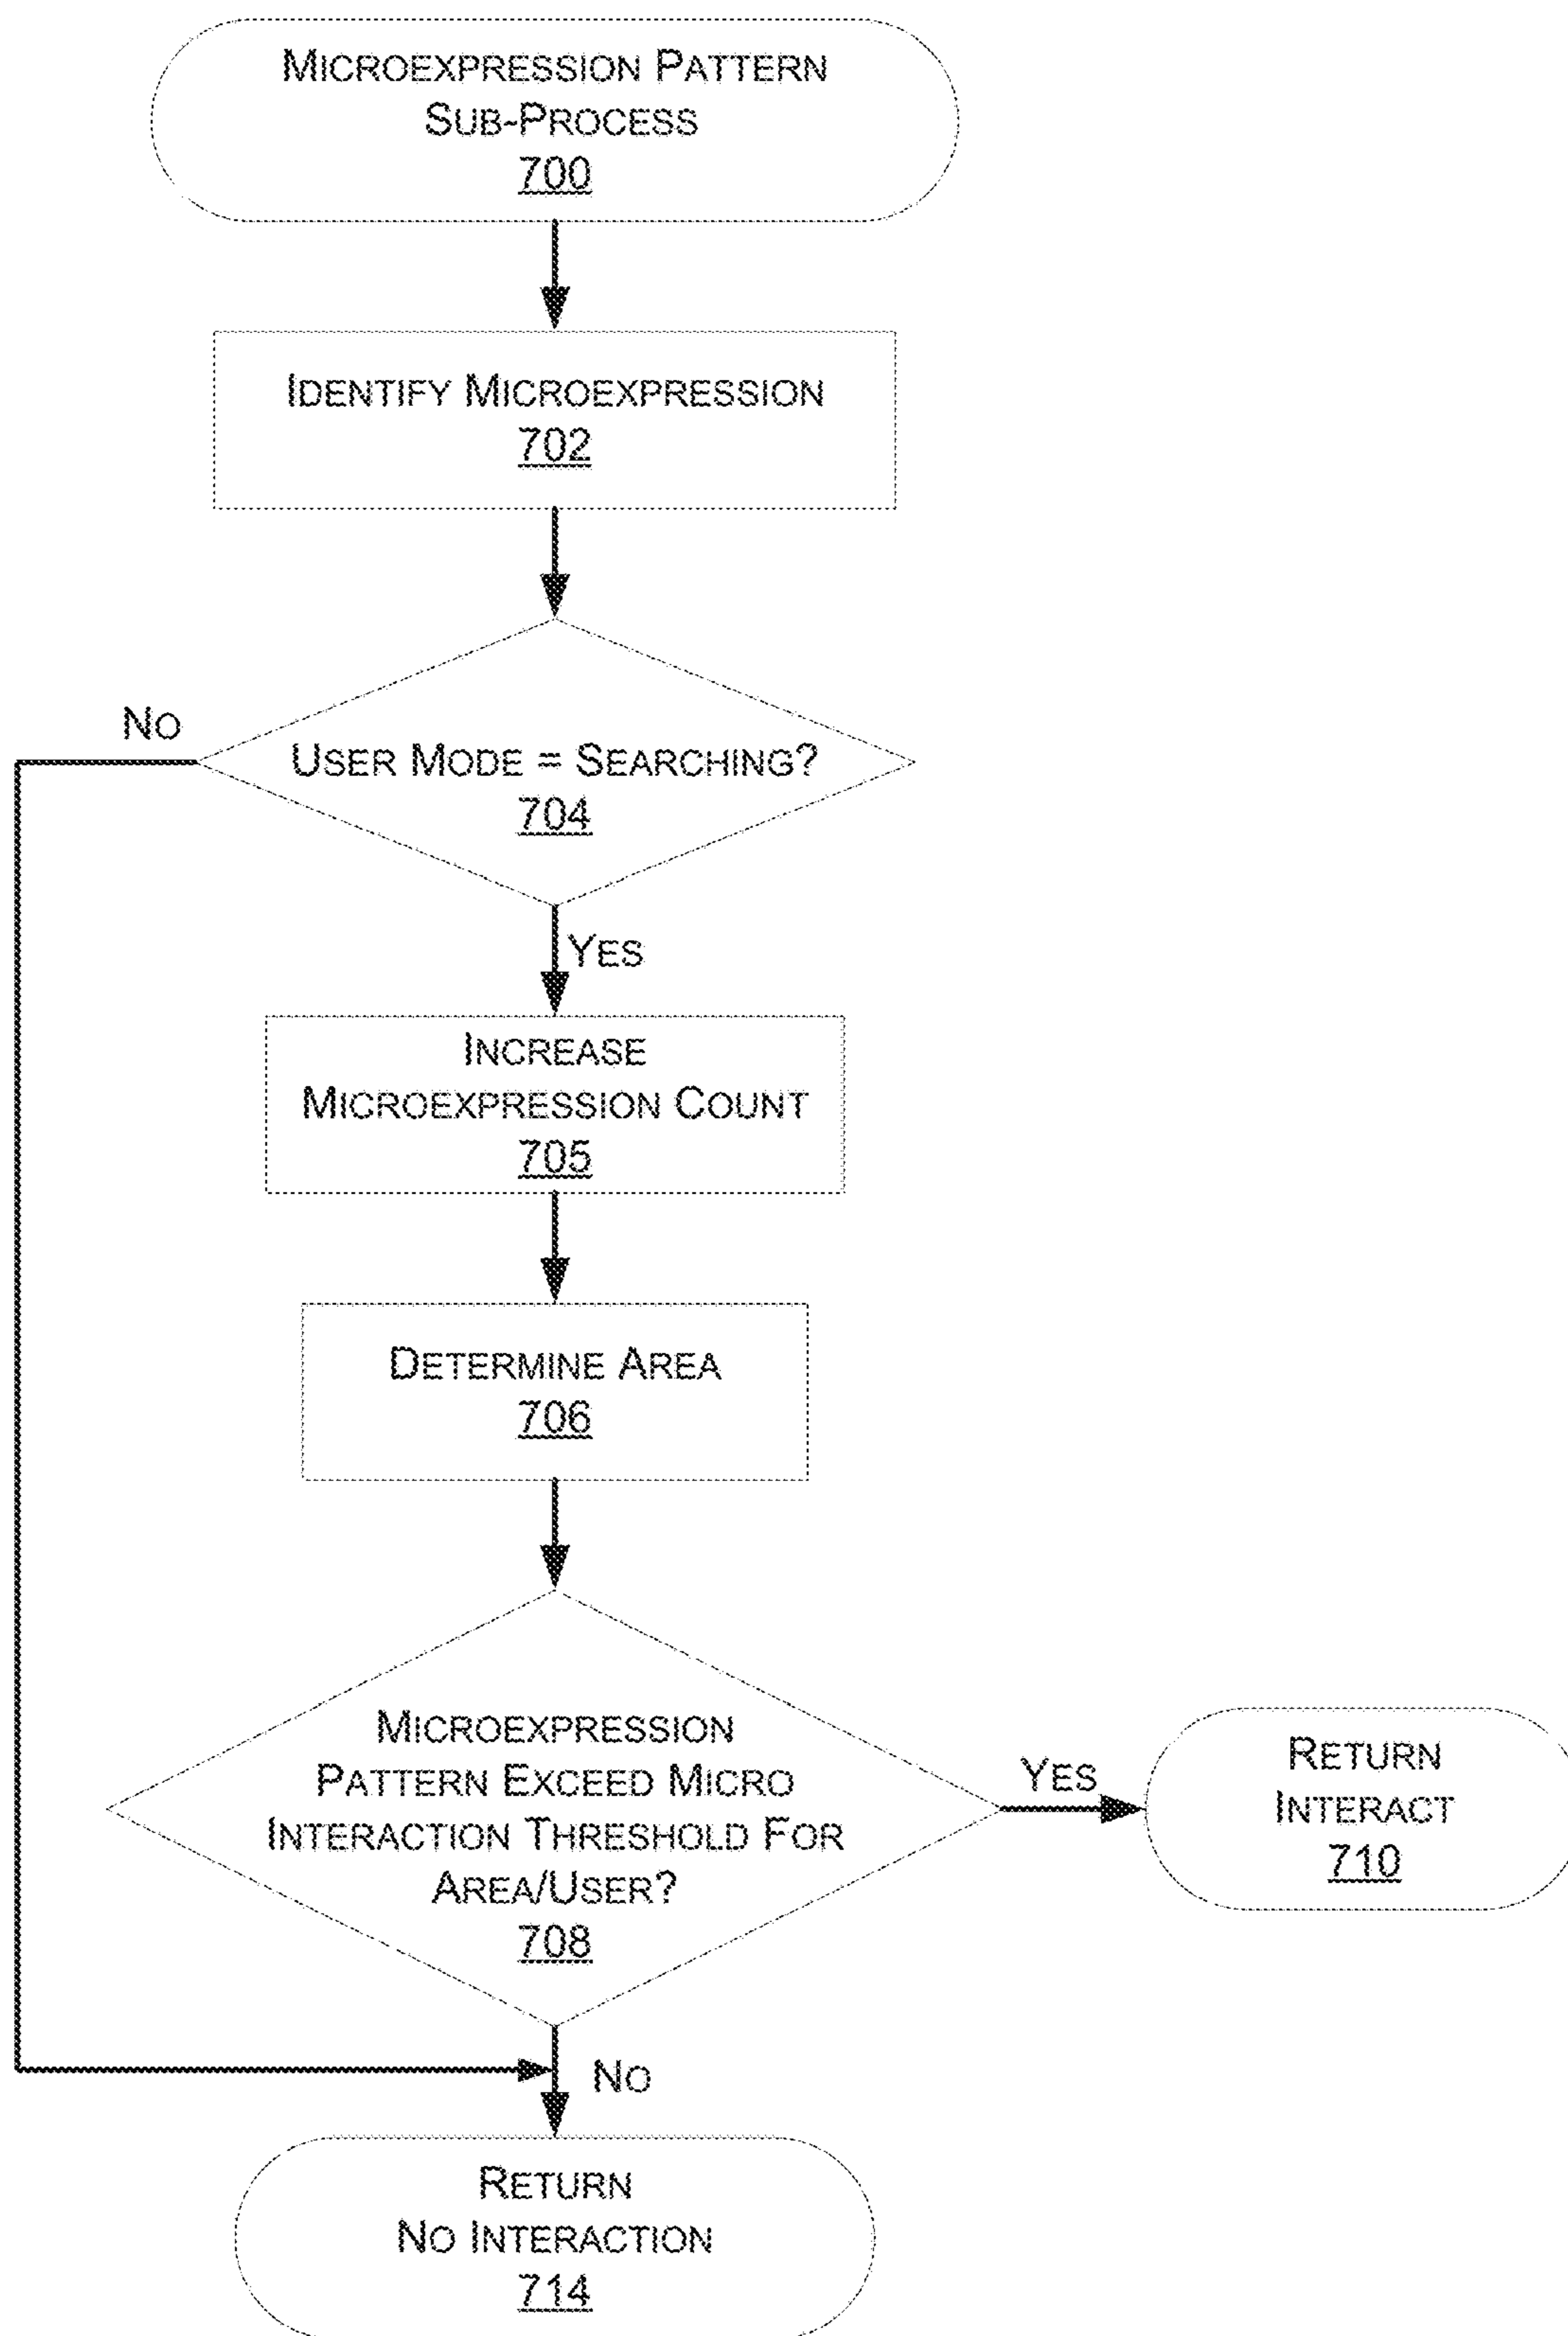 MICROEXPRESSION PATTERN
SUB-PROCESS
700
IDENTIFY MICROEXPRESSION
702
NO
USER MODE = SEARCHING?
704
YES
INCREASE
MICROEXPRESSION COUNT
705
DETERMINE AREA
706
MICROEXPRESSION
PATTERN EXCEED MICRO
INTERACTION THRESHOLD FOR
AREA/USER?
708
YES
RETURN
INTERACT
710
NO
RETURN
NO INTERACTION
714